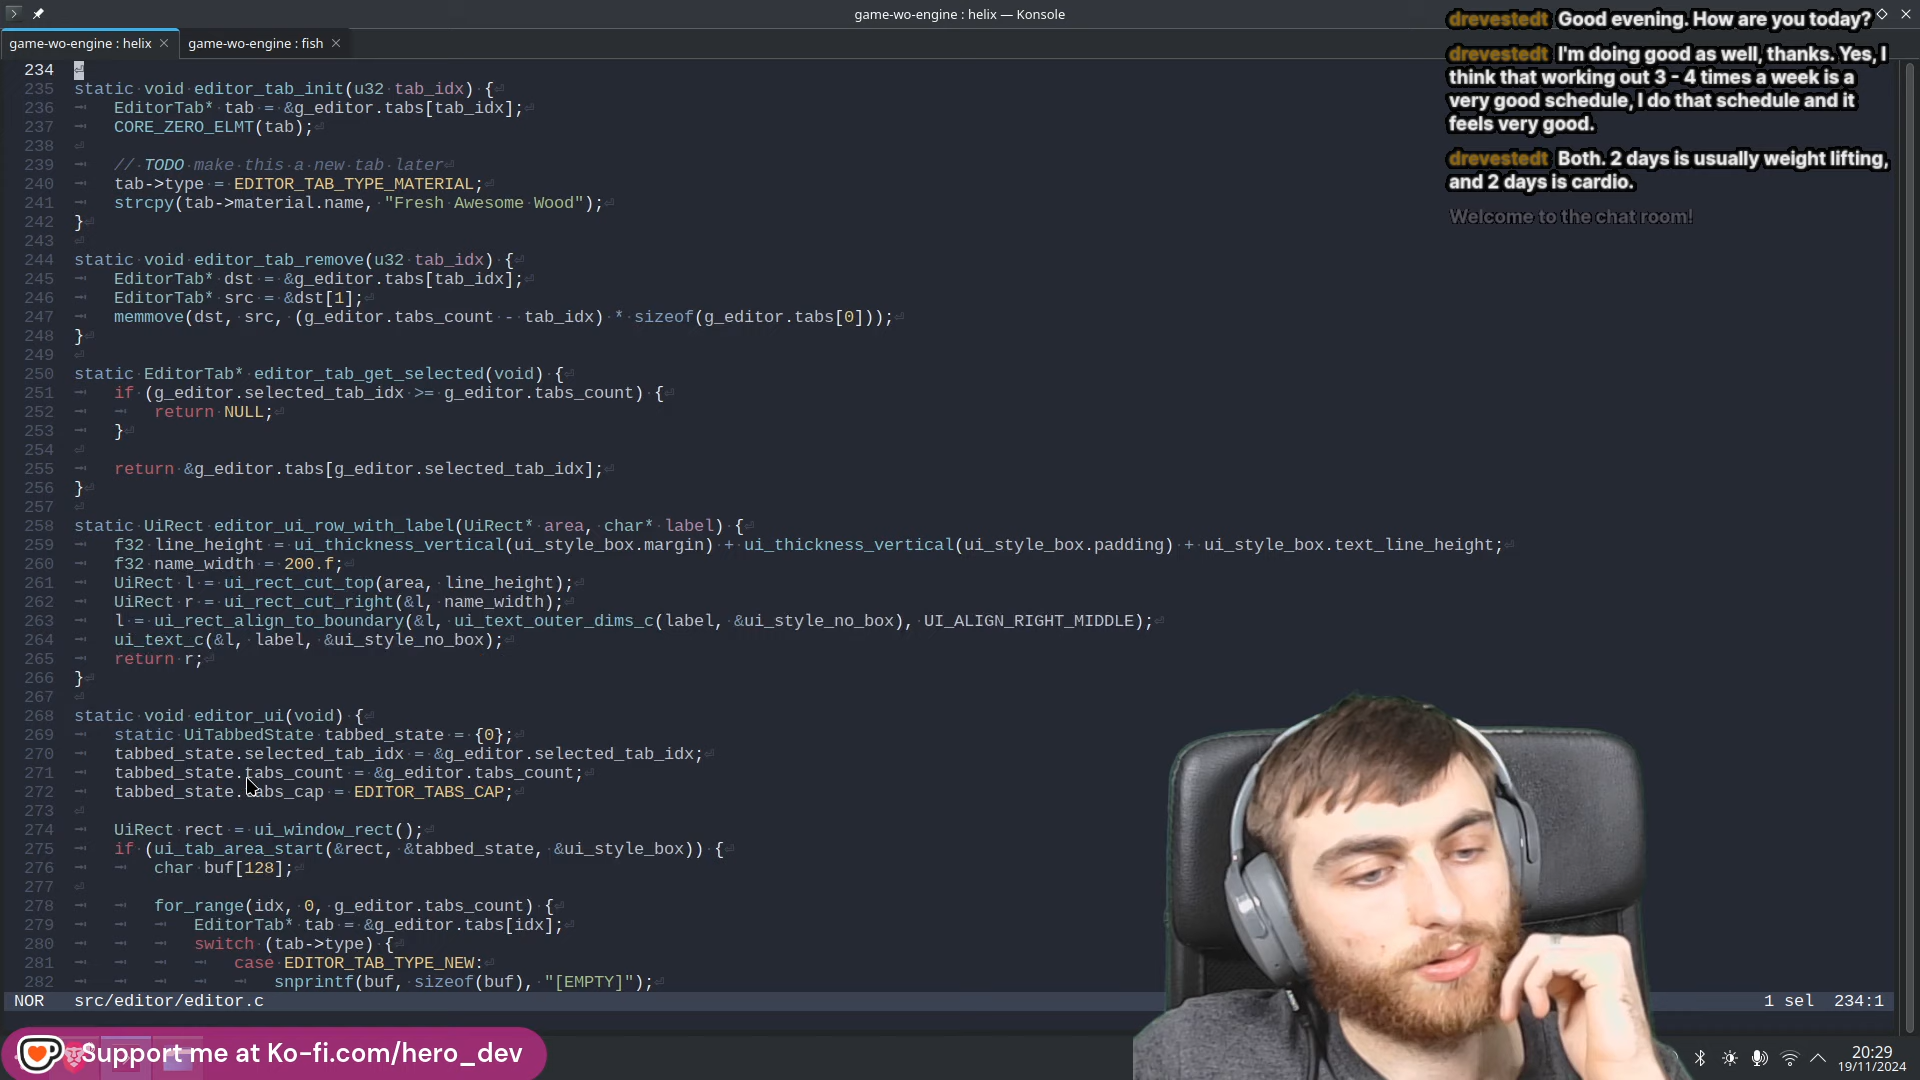 game-wo-engine : helix — Konsole
game-wo-engine : helix
game-wo-engine : fish
234
235 static void editor_tab_init(u32 tab_idx) {
236 EditorTab* tab = &g_editor.tabs[tab_idx];
237 CORE_ZERO_ELMT(tab);
238
239 // TODO make this a new tab later
240 tab->type = EDITOR_TAB_TYPE_MATERIAL;
241 strcpy(tab->material.name, "Fresh Awesome Wood");
242 }
243
244 static void editor_tab_remove(u32 tab_idx) {
245 EditorTab* dst = &g_editor.tabs[tab_idx];
246 EditorTab* src = &dst[1];
247 memmove(dst, src, (g_editor.tabs_count - tab_idx) * sizeof(g_editor.tabs[0]));
248 }
249
250 static EditorTab* editor_tab_get_selected(void) {
251 if (g_editor.selected_tab_idx >= g_editor.tabs_count) {
252 return NULL;
253 }
254
255 return &g_editor.tabs[g_editor.selected_tab_idx];
256 }
257
258 static UiRect editor_ui_row_with_label(UiRect* area, char* label) {
259 f32 line_height = ui_thickness_vertical(ui_style_box.margin) + ui_thickness_vertical(ui_style_box.padding) + ui_style_box.text_line_height;
260 f32 name_width = 200.f;
261 UiRect l = ui_rect_cut_top(area, line_height);
262 UiRect r = ui_rect_cut_right(&l, name_width);
263 l = ui_rect_align_to_boundary(&l, ui_text_outer_dims_c(label, &ui_style_no_box), UI_ALIGN_RIGHT_MIDDLE);
264 ui_text_c(&l, label, &ui_style_no_box);
265 return r;
266 }
267
268 static void editor_ui(void) {
269 static UiTabbedState tabbed_state = {0};
270 tabbed_state.selected_tab_idx = &g_editor.selected_tab_idx;
271 tabbed_state.tabs_count = &g_editor.tabs_count;
272 tabbed_state.tabs_cap = EDITOR_TABS_CAP;
273
274 UiRect rect = ui_window_rect();
275 if (ui_tab_area_start(&rect, &tabbed_state, &ui_style_box)) {
276 char buf[128];
277
278 for_range(idx, 0, g_editor.tabs_count) {
279 EditorTab* tab = &g_editor.tabs[idx];
280 switch (tab->type) {
281 case EDITOR_TAB_TYPE_NEW:
282 snprintf(buf, sizeof(buf), "[EMPTY]");
NOR src/editor/editor.c 1 sel 234:1
drevestedt Good evening. How are you today?
drevestedt I'm doing good as well, thanks. Yes, I
think that working out 3 - 4 times a week is a
very good schedule, I do that schedule and it
feels very good.
drevestedt Both. 2 days is usually weight lifting,
and 2 days is cardio.
Welcome to the chat room!
Support me at Ko-fi.com/hero_dev
20:29
19/11/2024